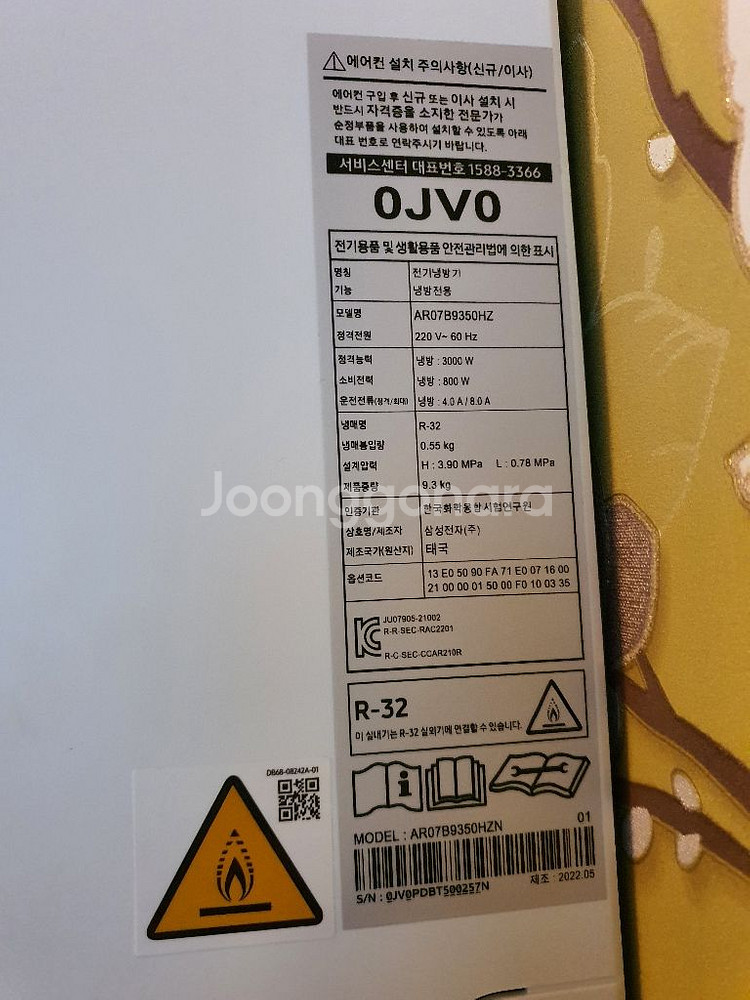 에어컨 설치 주의사항(신규/이사)
에어컨 구입 후 신규 또는 이사 설치 시
반드시 자격증을 소지한 전문가가
순정부품을 사용하여 설치할 수 있도록 아래
대표 번호로 연락주시기 바랍니다.
서비스센터 대표번호 1588-3366
0JV0
전기용품 및 생활용품 안전관리법에 의한 표시
명칭 전기냉방기
기능 냉방전용
모델명 AR07B9350HZ
정격전원 220 V~ 60 Hz
정격능력 냉방 : 3000 W
소비전력 냉방 : 800 W
운전전류(정격/최대) 냉방 : 4.0 A / 8.0 A
냉매명 R-32
냉매봉입량 0.55 kg
설계압력 H : 3.90 MPa L : 0.78 MPa
제품중량 9.3 kg
Joonggonara
인증기관 한국화학융합시험연구원
상호명/제조자 삼성전자(주)
제조국가(원산지) 태국
옵션코드 13 E0 50 90 FA 71 E0 07 16 00
21 00 00 01 50 00 F0 10 03 35
JU07905-21002
R-R-SEC-RAC2201
R-C-SEC-CCAR210R
R-32
이 실내기는 R-32 실외기에 연결할 수 있습니다.
DB68-08242A-01
MODEL : AR07B9350HZN 01
제조 : 2022.05
S/N : 0JV0PDBT500257N